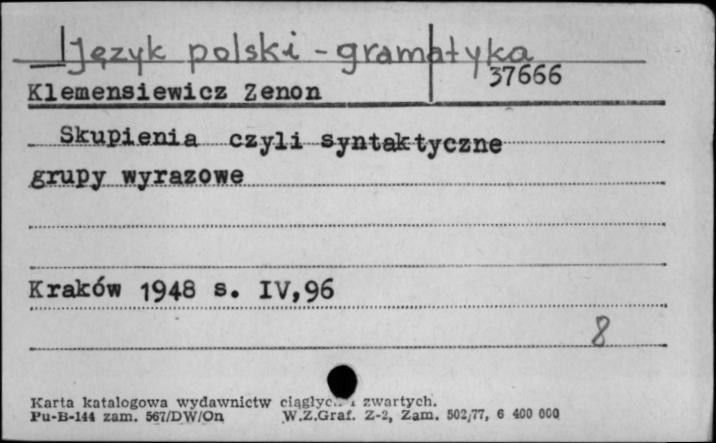 Język polski - gramatyka
37666
Klemensiewicz Zenon
Skupienia czyli syntaktyczne
grupy wyrazowe
Kraków 1948 s. IV,96
8
Karta katalogowa wydawnictw ciągłych i zwartych.
Pu-B-144 zam. 567/DW/On W.Z.Graf. Z-2, Zam. 502/77, 6 400 000